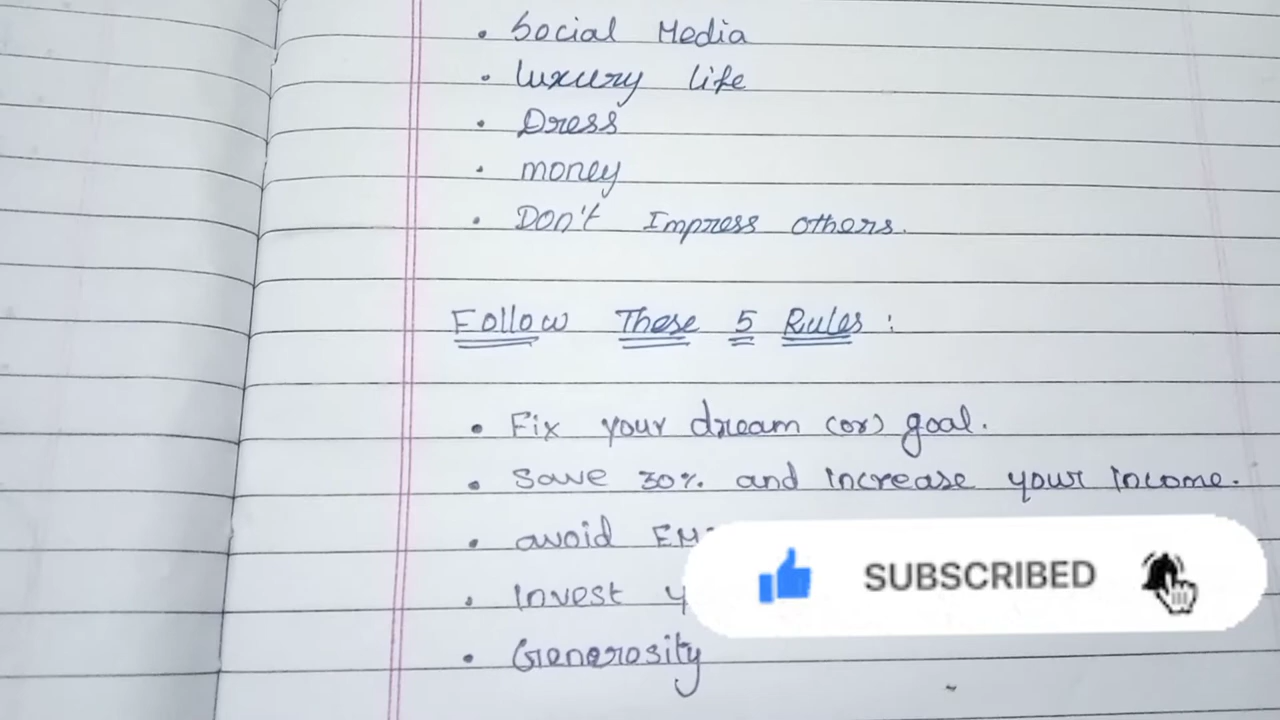 • Social Media
• luxury life
• Dress
• money
• Don't Impress others.
Follow These 5 Rules :
• Fix your dream (or) goal.
• Save 30% and increase your income.
• avoid
SUBSCRIBED
• Invest
• Generosity